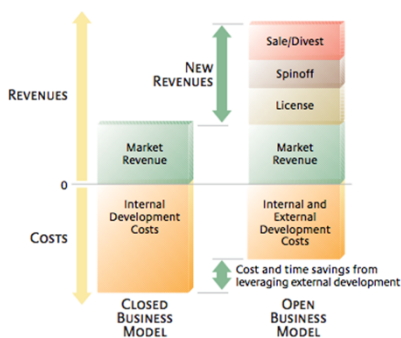 Sale/Divest
NEW
REVENUES
Spinoff
REVENUES
License
Market
Revenue
Market
Revenue
0
Internal
Development
Costs
Internal and
External
Development
Costs
COSTS
Cost and time savings from
leveraging external development
CLOSED
BUSINESS
MODEL
OPEN
BUSINESS
MODEL